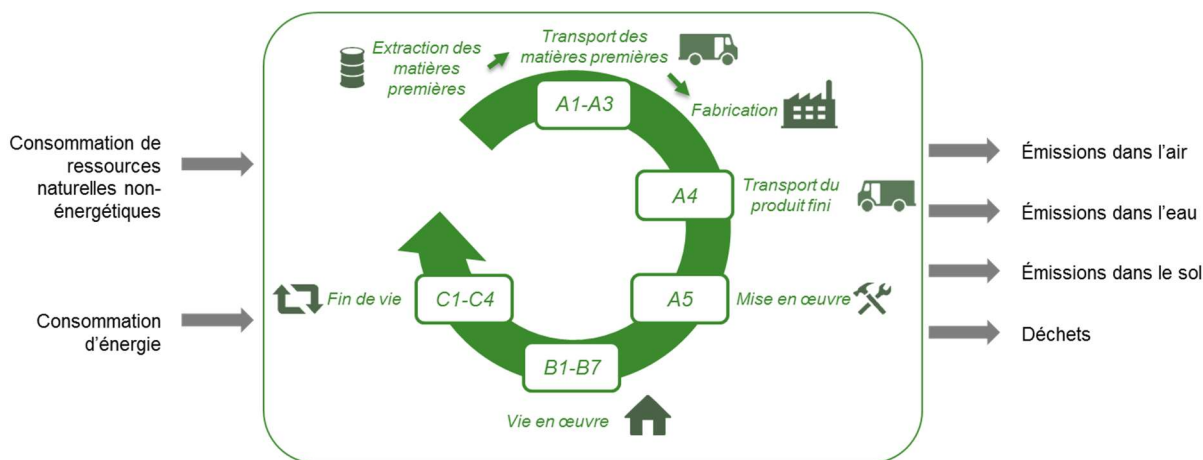 Consommation de
ressources
naturelles non-
énergétiques
Consommation
d'énergie
Extraction des
matières
premières
Transport des
matières premières
Fabrication
A1-A3
A4
Transport du
produit fini
A5
Mise en œuvre
B1-B7
Vie en œuvre
C1-C4
Fin de vie
Émissions dans l'air
Émissions dans l'eau
Émissions dans le sol
Déchets